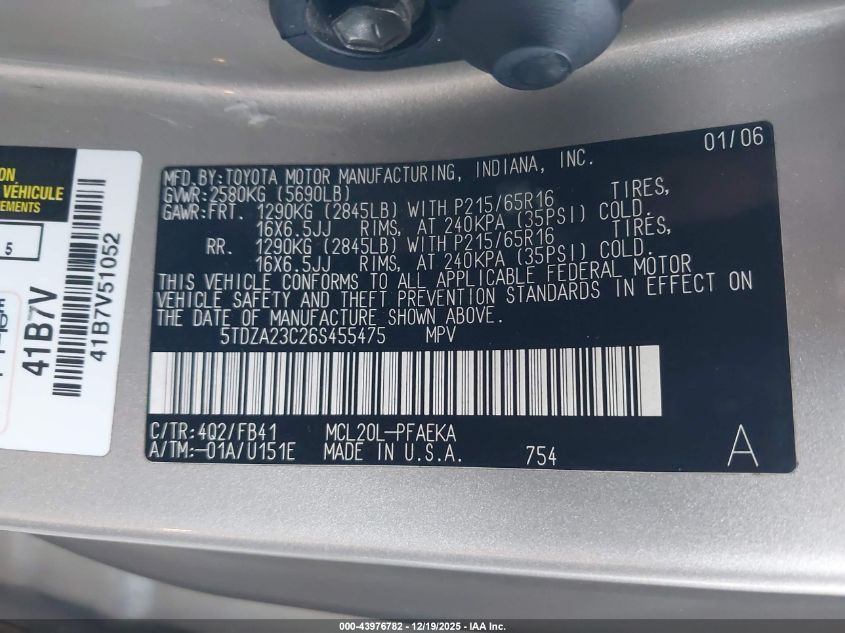 ION
VÉHICULE
EMENTS
5
41B7V
41B7V51052
01/06
MFD.BY:TOYOTA MOTOR MANUFACTURING, INDIANA, INC.
GVWR:2580KG (5690LB)
GAWR:FRT. 1290KG (2845LB) WITH P215/65R16 TIRES,
16X6.5JJ RIMS, AT 240KPA (35PSI) COLD.
RR. 1290KG (2845LB) WITH P215/65R16 TIRES,
16X6.5JJ RIMS, AT 240KPA (35PSI) COLD.
THIS VEHICLE CONFORMS TO ALL APPLICABLE FEDERAL MOTOR
VEHICLE SAFETY AND THEFT PREVENTION STANDARDS IN EFFECT ON
THE DATE OF MANUFACTURE SHOWN ABOVE.
5TDZA23C26S455475 MPV
C/TR:4Q2/FB41 MCL20L-PFAEKA
A/TM:-01A/U151E MADE IN U.S.A. 754 A
000-43976782 - 12/19/2025 - IAA Inc.